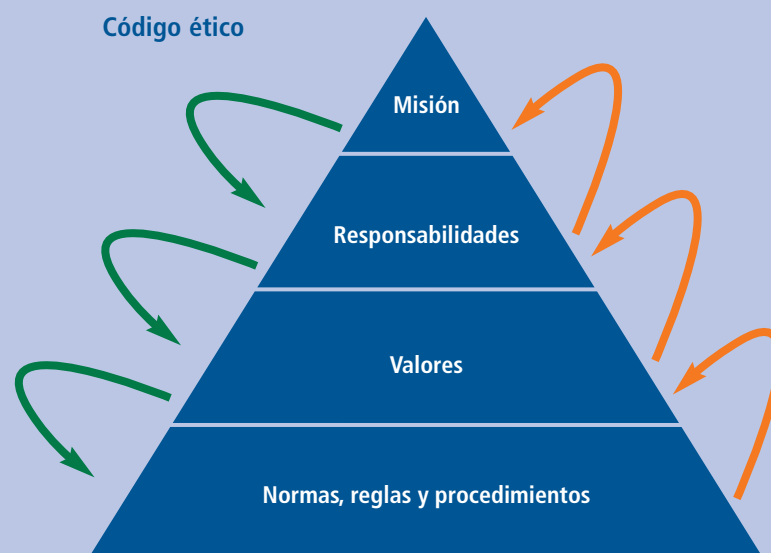 Código ético
Misión
Responsabilidades
Valores
Normas, reglas y procedimientos